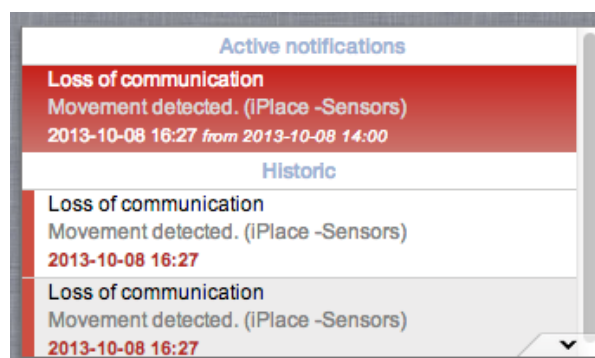 Active notifications
Loss of communication
Movement detected. (iPlace -Sensors)
2013-10-08 16:27 from 2013-10-08 14:00
Historic
Loss of communication
Movement detected. (iPlace -Sensors)
2013-10-08 16:27
Loss of communication
Movement detected. (iPlace -Sensors)
2013-10-08 16:27